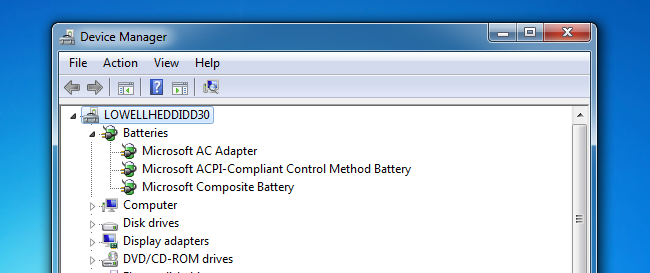 Device Manager
File Action View Help
LOWELLHEDDIDD30
Batteries
Microsoft AC Adapter
Microsoft ACPI-Compliant Control Method Battery
Microsoft Composite Battery
Computer
Disk drives
Display adapters
DVD/CD-ROM drives